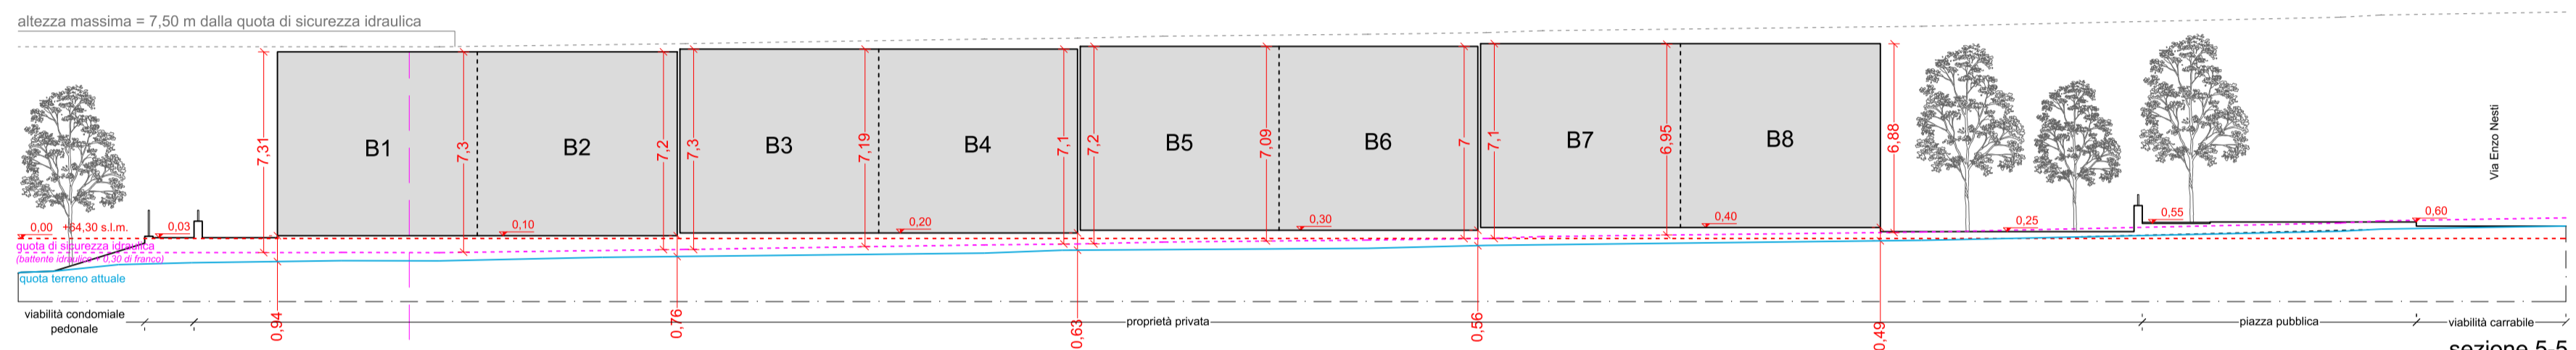 altezza massima = 7,50 m dalla quota di sicurezza idraulica
7,31
B1
7,3
B2
7,2
7,3
B3
7,19
B4
7,1
7,2
B5
7,09
B6
7
7,1
B7
6,95
B8
6,88
Via Enzo Nesti
0,00
+64,30 s.l.m.
0,03
0,10
0,20
0,30
0,40
0,25
0,55
0,60
quota di sicurezza idraulica
(battente idraulico + 0,30 di franco)
quota terreno attuale
viabilità condomiale
pedonale
0,94
0,76
0,63
proprietà privata
0,56
0,49
piazza pubblica
viabilità carrabile
sezione 5-5